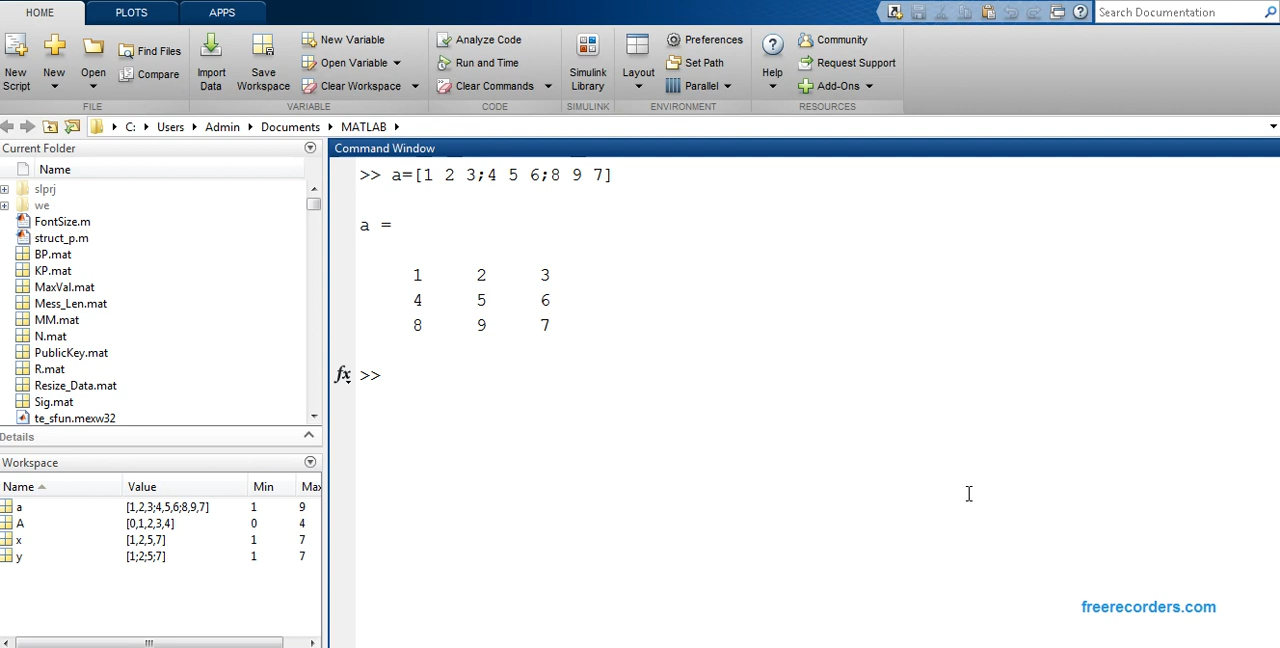 HOME PLOTS APPS Search Documentation
New Script New Open Find Files Compare Import Data Save Workspace New Variable Open Variable Clear Workspace Analyze Code Run and Time Clear Commands Simulink Library Layout Preferences Set Path Parallel Help Community Request Support Add-Ons
FILE VARIABLE CODE SIMULINK ENVIRONMENT RESOURCES
C: Users Admin Documents MATLAB
Current Folder
Name
slprj
we
FontSize.m
struct_p.m
BP.mat
KP.mat
MaxVal.mat
Mess_Len.mat
MM.mat
N.mat
PublicKey.mat
R.mat
Resize_Data.mat
Sig.mat
te_sfun.mexw32
Details
Workspace
Name Value Min Max
a [1,2,3;4,5,6;8,9,7] 1 9
A [0,1,2,3,4] 0 4
x [1,2,5,7] 1 7
y [1;2;5;7] 1 7
Command Window
>> a=[1 2 3;4 5 6;8 9 7]
a =
1 2 3
4 5 6
8 9 7
fx >>
freerecorders.com